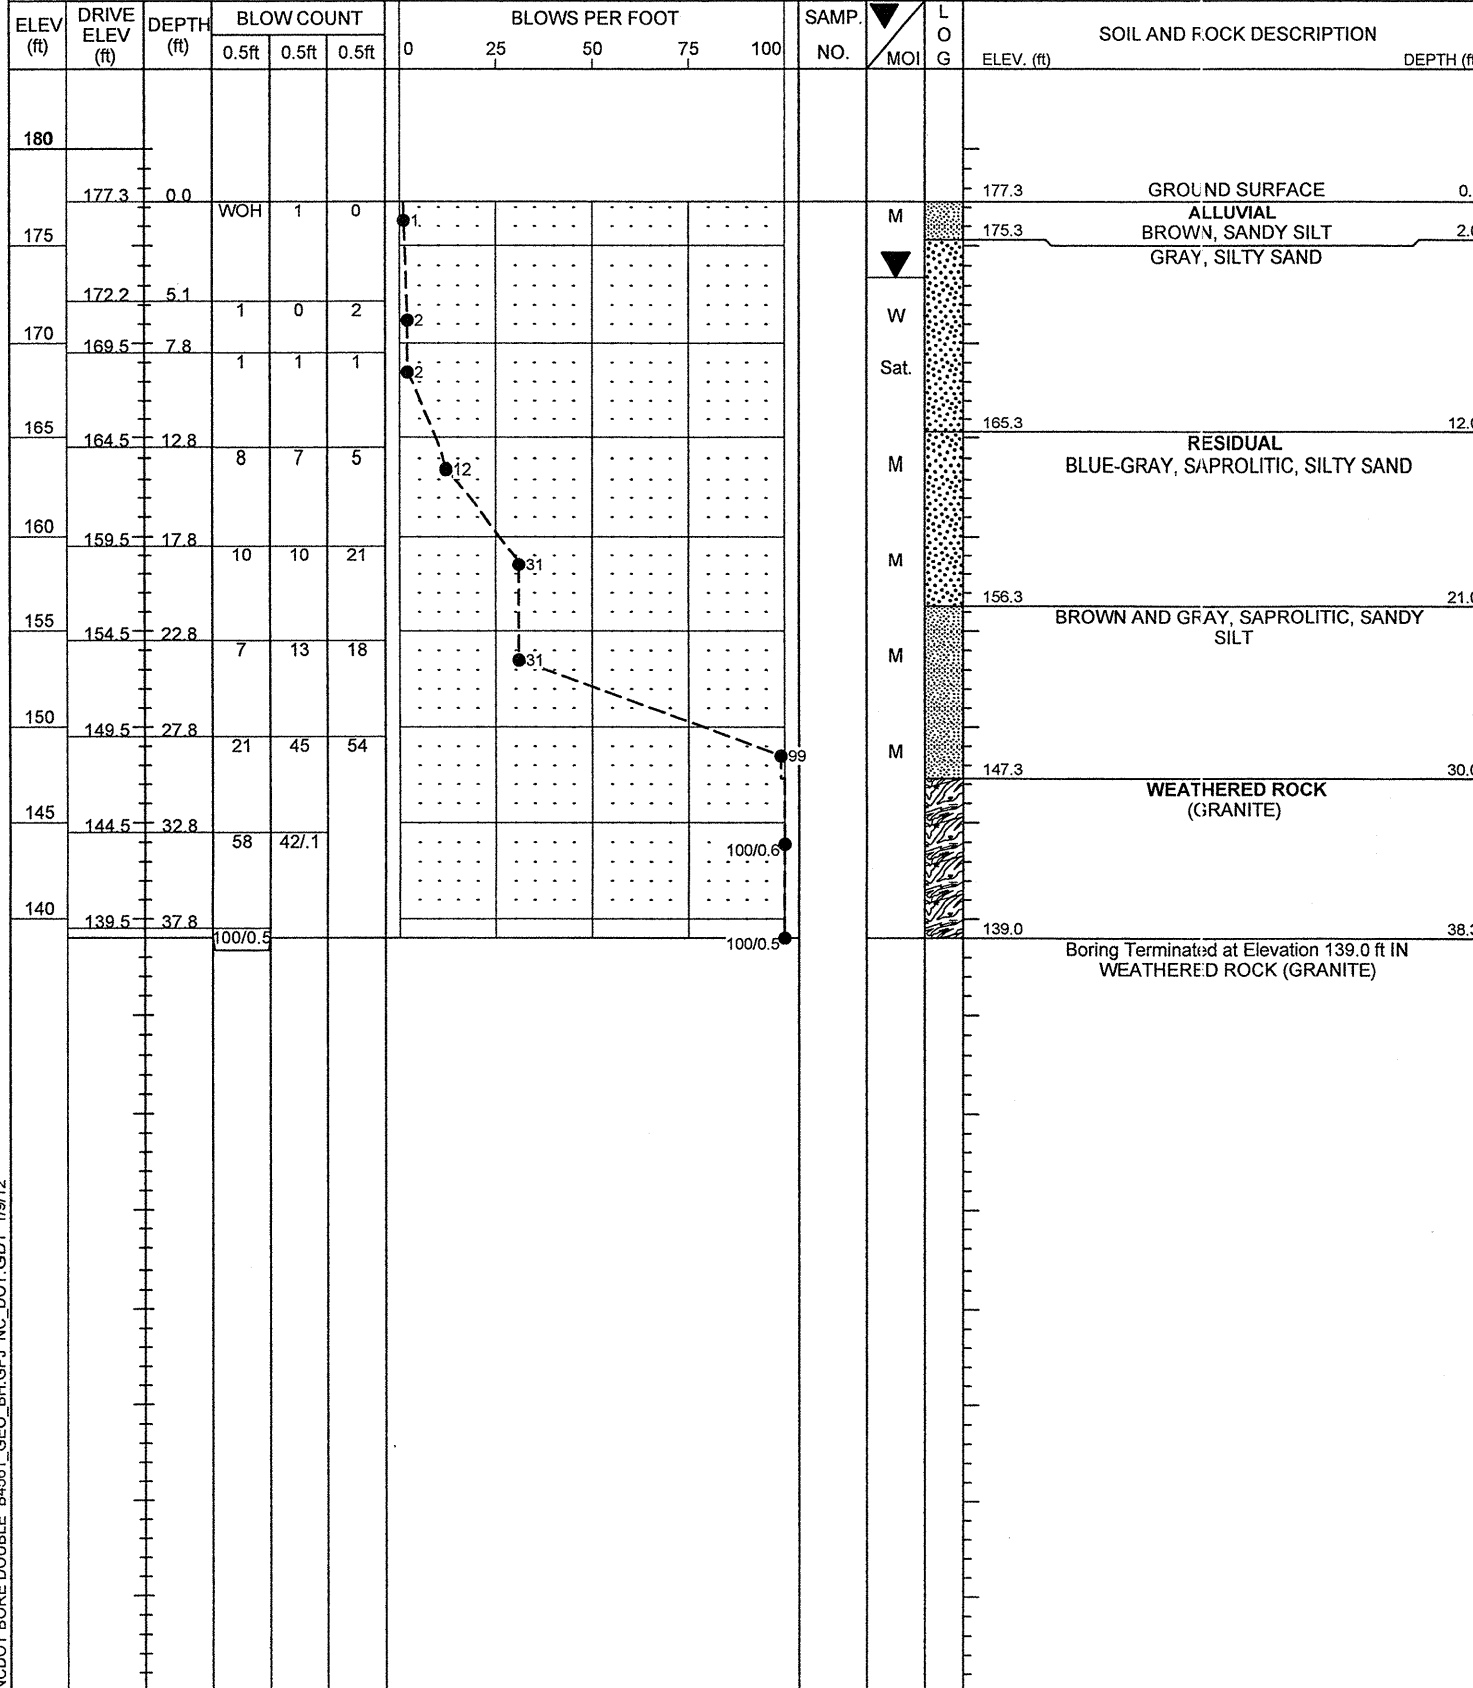 ELEV (ft) DRIVE ELEV (ft) DEPTH (ft) BLOW COUNT BLOWS PER FOOT SAMP. NO. MOI L O G SOIL AND ROCK DESCRIPTION
0.5ft 0.5ft 0.5ft 0 25 50 75 100 ELEV. (ft) DEPTH (ft
180
177.3 0.0 177.3 GROUND SURFACE 0.
WOH 1 0 1 M ALLUVIAL
175 175.3 BROWN, SANDY SILT 2.0
GRAY, SILTY SAND
172.2 5.1
1 0 2 2 W
170
169.5 7.8
1 1 1 2 Sat.
165 165.3 12.0
164.5 12.8 RESIDUAL
8 7 5 12 M BLUE-GRAY, SAPROLITIC, SILTY SAND
160
159.5 17.8
10 10 21 31 M
156.3 21.0
155 BROWN AND GRAY, SAPROLITIC, SANDY
154.5 22.8 SILT
7 13 18 31 M
150
149.5 27.8
21 45 54 99 M
147.3 30.0
WEATHERED ROCK
145 (GRANITE)
144.5 32.8
58 42/.1 100/0.6
140
139.5 37.8 139.0 38.3
100/0.5 100/0.5 Boring Terminated at Elevation 139.0 ft IN
WEATHERED ROCK (GRANITE)